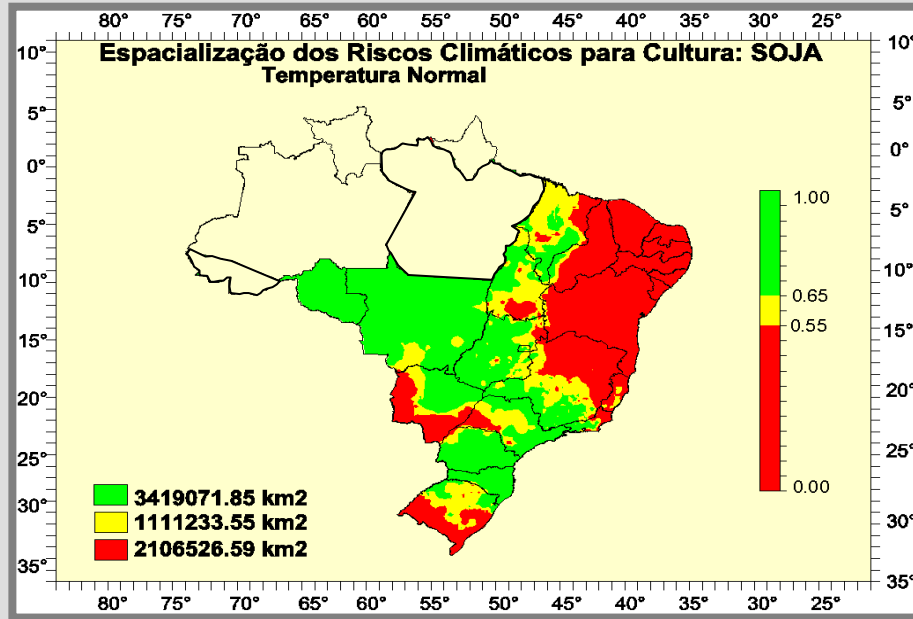 80° 75° 70° 65° 60° 55° 50° 45° 40° 35° 30° 25°
10° 10°
Espacialização dos Riscos Climáticos para Cultura: SOJA
Temperatura Normal
5° 5°
0° 0°
5° 5°
10° 10°
15° 15°
20° 20°
25° 25°
30° 30°
35° 35°
1.00
0.65
0.55
0.00
3419071.85 km2
1111233.55 km2
2106526.59 km2
80° 75° 70° 65° 60° 55° 50° 45° 40° 35° 30° 25°